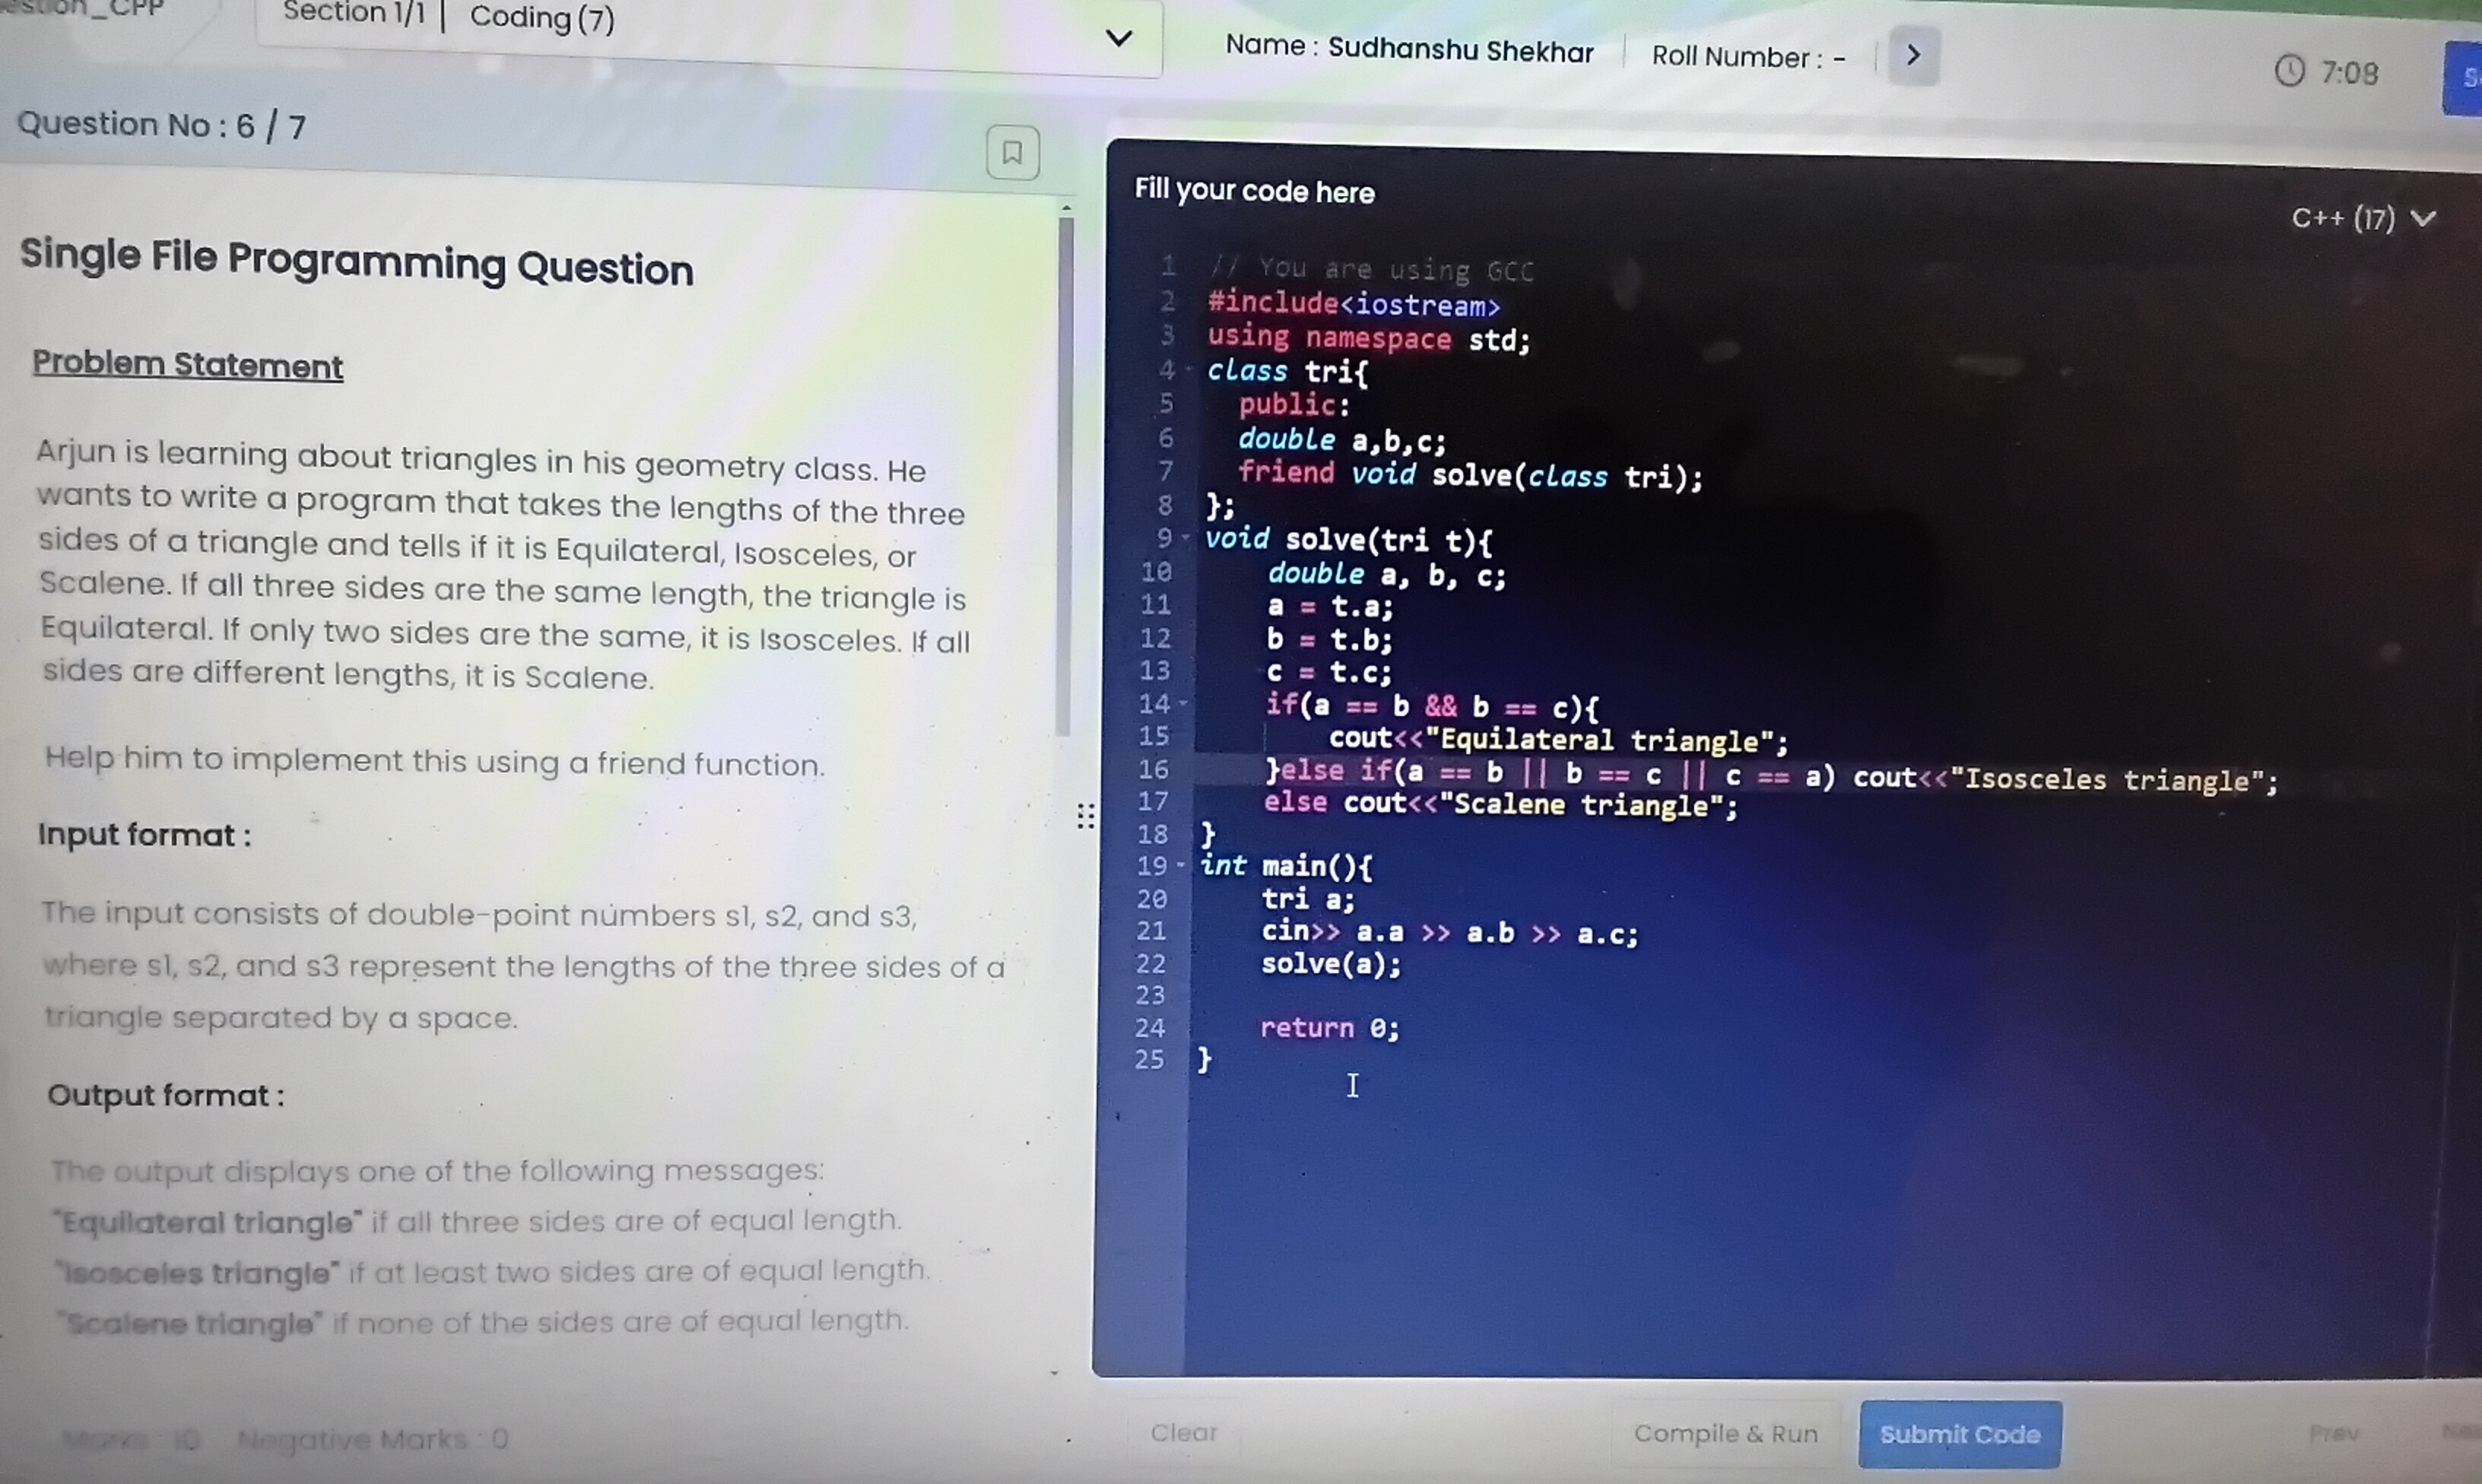 Section 1/1 | Coding (7)
Name : Sudhanshu Shekhar
Roll Number : -
7:08
Question No : 6 / 7
Single File Programming Question
Problem Statement
Arjun is learning about triangles in his geometry class. He
wants to write a program that takes the lengths of the three
sides of a triangle and tells if it is Equilateral, Isosceles, or
Scalene. If all three sides are the same length, the triangle is
Equilateral. If only two sides are the same, it is Isosceles. If all
sides are different lengths, it is Scalene.
Help him to implement this using a friend function.
Input format :
The input consists of double-point numbers s1, s2, and s3,
where s1, s2, and s3 represent the lengths of the three sides of a
triangle separated by a space.
Output format :
The output displays one of the following messages:
"Equilateral triangle" if all three sides are of equal length.
"Isosceles triangle" if at least two sides are of equal length.
"Scalene triangle" if none of the sides are of equal length.
Marks : 10 Negative Marks : 0
Fill your code here
C++ (17)
1 // You are using GCC
2 #include<iostream>
3 using namespace std;
4 class tri{
5 public:
6 double a,b,c;
7 friend void solve(class tri);
8 };
9 void solve(tri t){
10 double a, b, c;
11 a = t.a;
12 b = t.b;
13 c = t.c;
14 if(a == b && b == c){
15 cout<<"Equilateral triangle";
16 }else if(a == b || b == c || c == a) cout<<"Isosceles triangle";
17 else cout<<"Scalene triangle";
18 }
19 int main(){
20 tri a;
21 cin>> a.a >> a.b >> a.c;
22 solve(a);
23
24 return 0;
25 }
Clear
Compile & Run
Submit Code
Prev